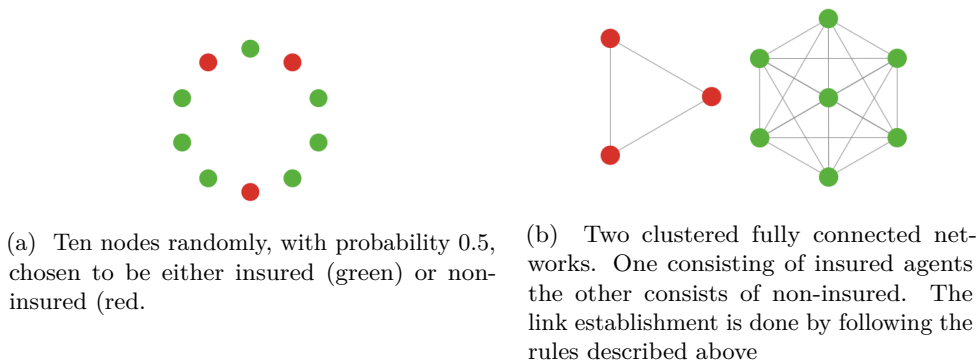 (a) Ten nodes randomly, with probability 0.5,
chosen to be either insured (green) or non-
insured (red.
(b) Two clustered fully connected net-
works. One consisting of insured agents
the other consists of non-insured. The
link establishment is done by following the
rules described above